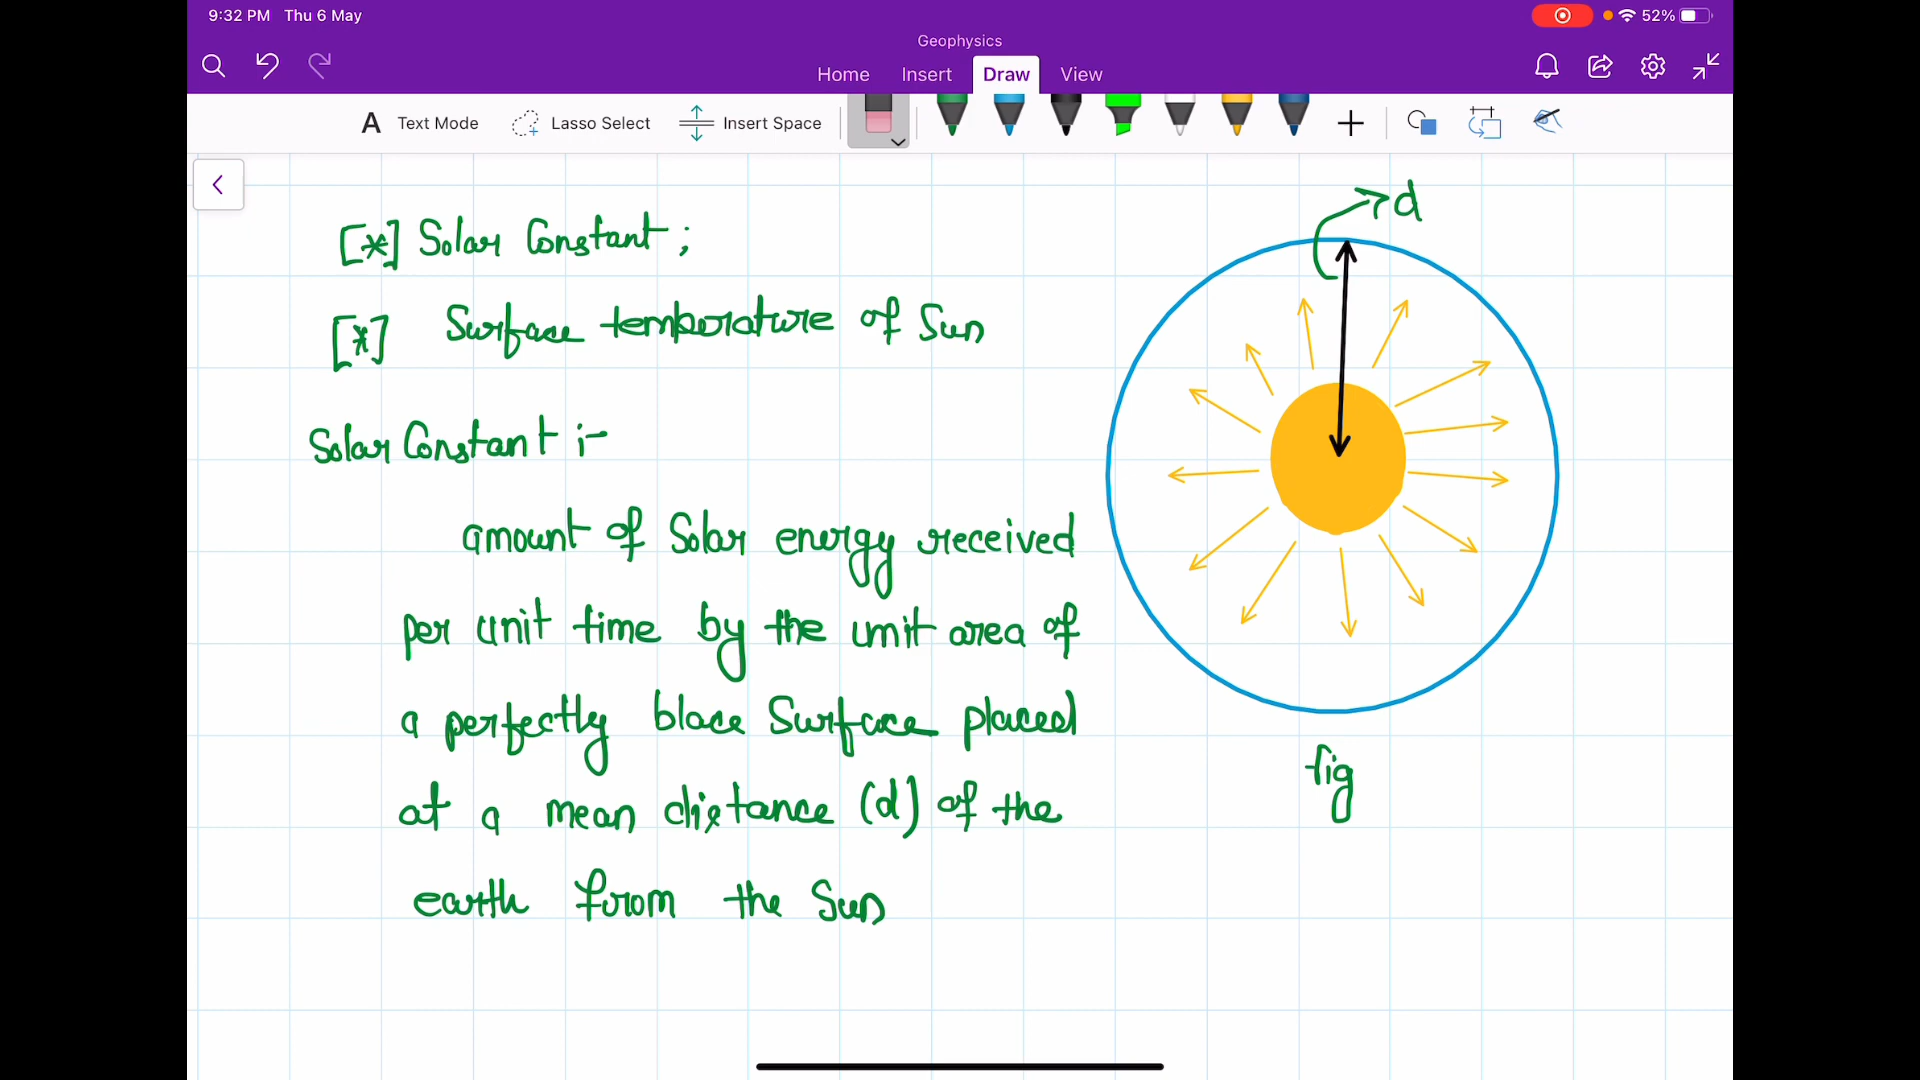 9:32 PM Thu 6 May
52%
Geophysics
Home Insert Draw View
A Text Mode Lasso Select Insert Space
[*] Solar Constant ;
[*] Surface temperature of Sun
Solar Constant :-
amount of Solar energy received
per unit time by the unit area of
a perfectly black Surface placed
at a mean distance (d) of the
earth from the Sun
d
fig